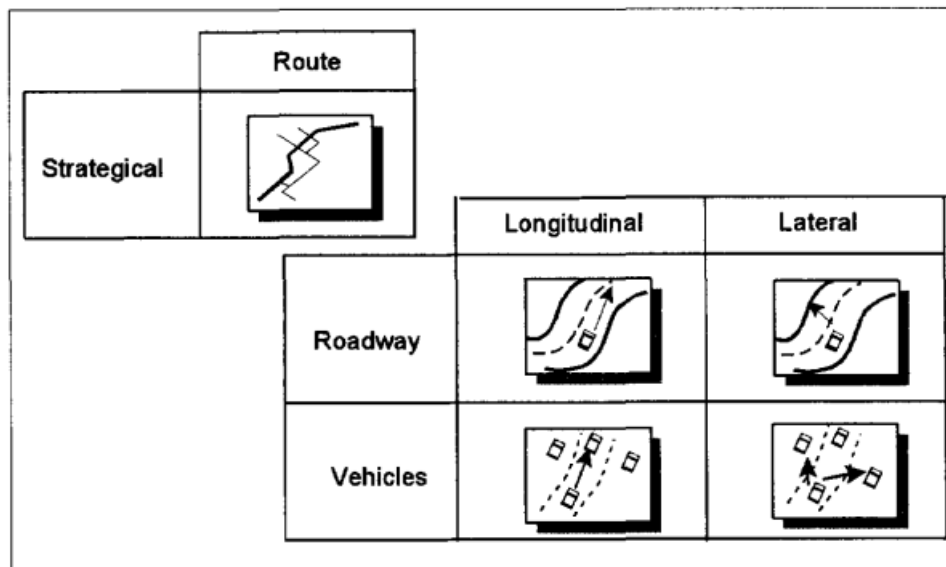 Route
Strategical
Longitudinal
Lateral
Roadway
Vehicles